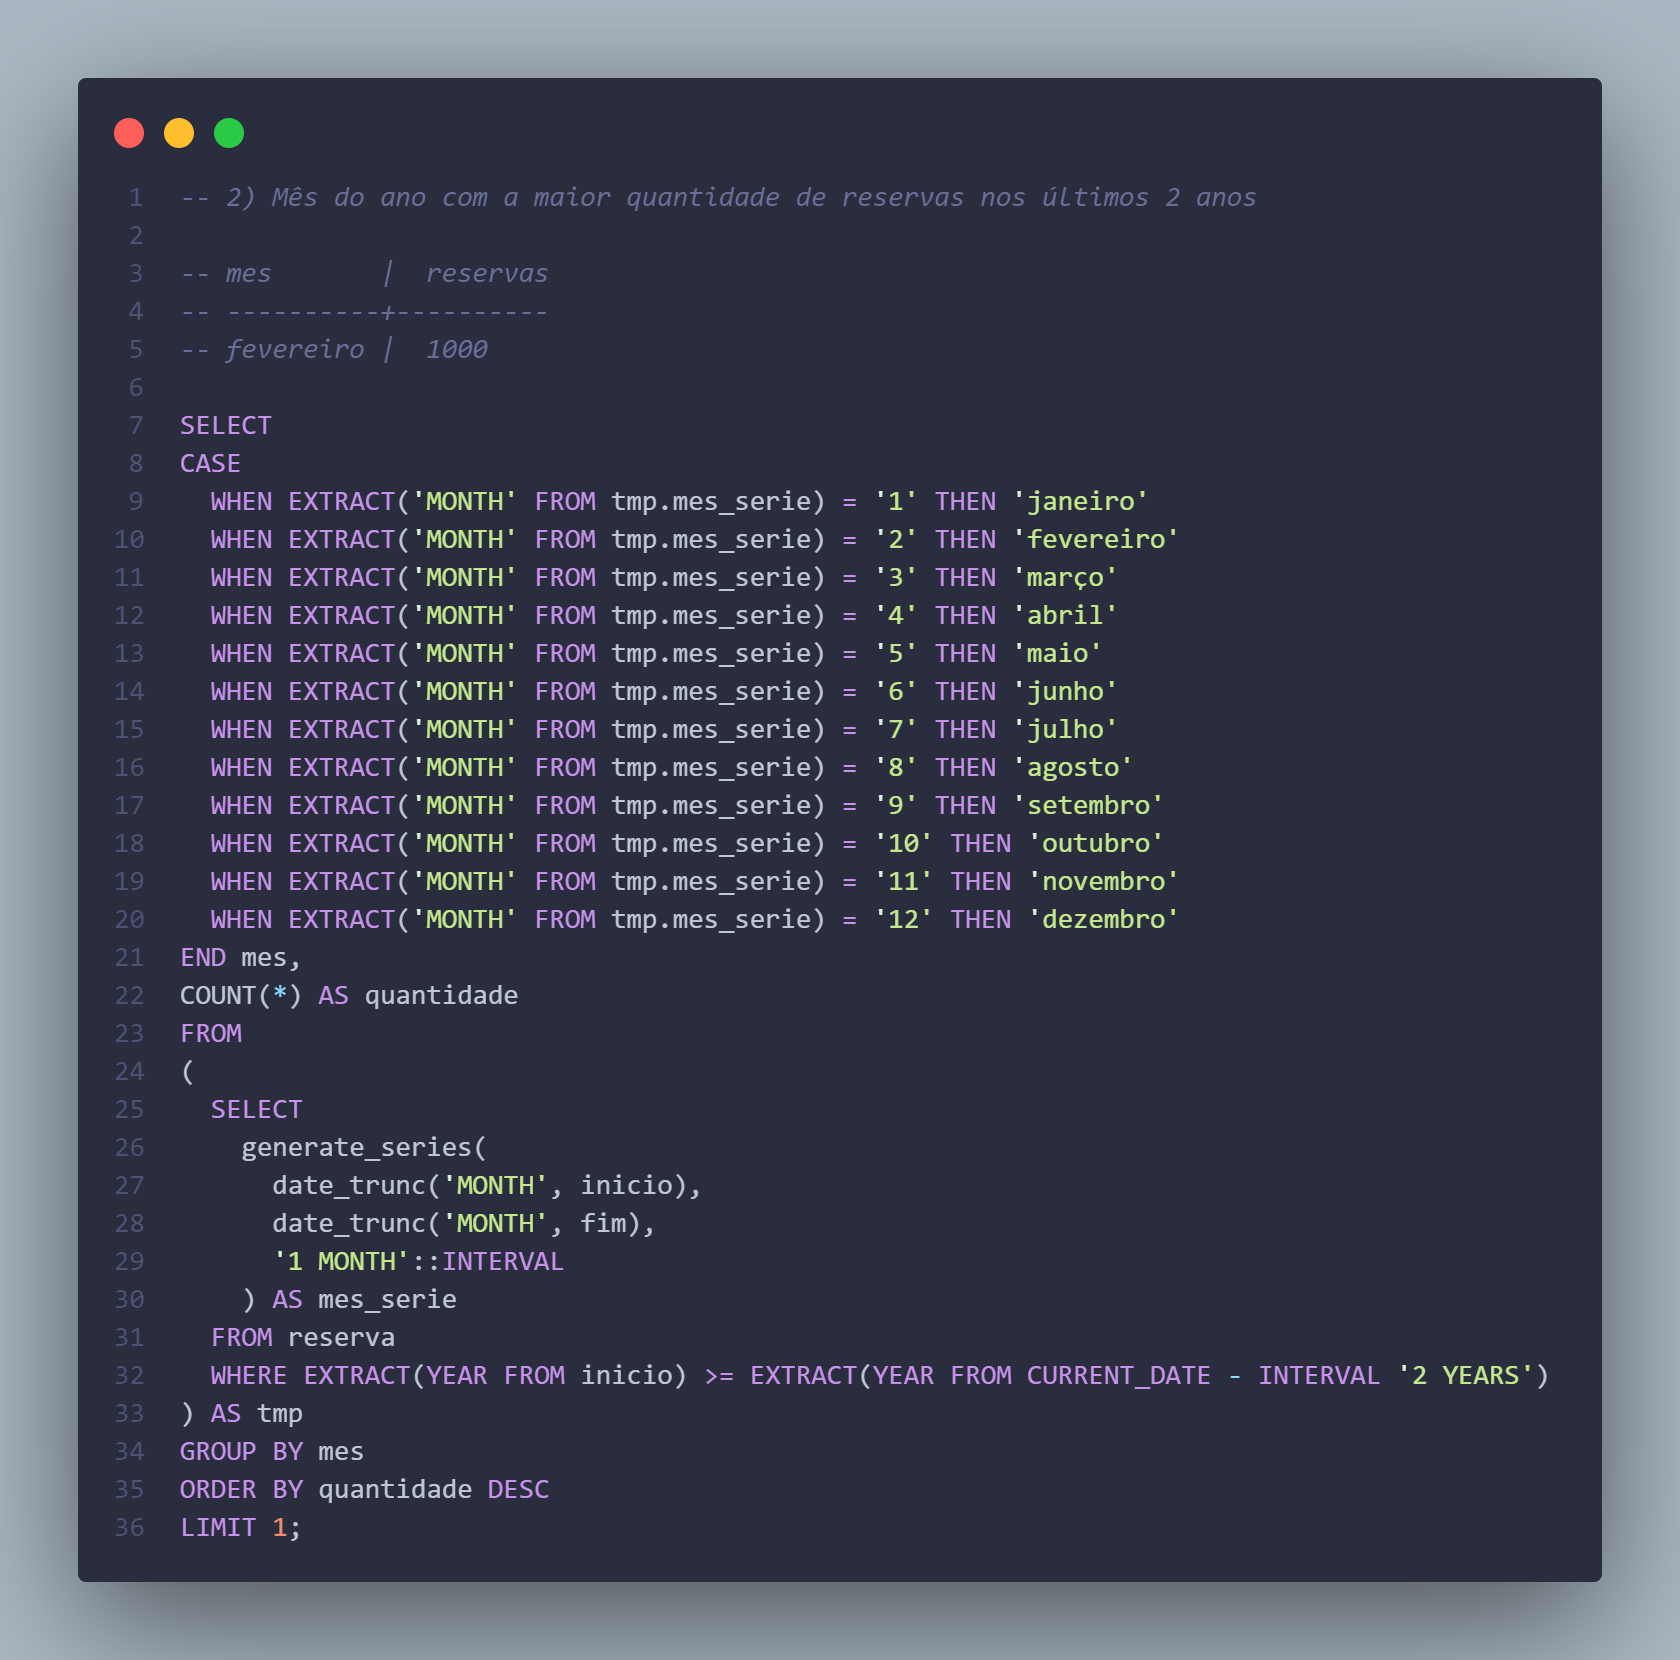 1 -- 2) Mês do ano com a maior quantidade de reservas nos últimos 2 anos
2
3 -- mes       |  reservas
4 -- ----------+----------
5 -- fevereiro |  1000
6
7 SELECT
8 CASE
9   WHEN EXTRACT('MONTH' FROM tmp.mes_serie) = '1' THEN 'janeiro'
10   WHEN EXTRACT('MONTH' FROM tmp.mes_serie) = '2' THEN 'fevereiro'
11   WHEN EXTRACT('MONTH' FROM tmp.mes_serie) = '3' THEN 'março'
12   WHEN EXTRACT('MONTH' FROM tmp.mes_serie) = '4' THEN 'abril'
13   WHEN EXTRACT('MONTH' FROM tmp.mes_serie) = '5' THEN 'maio'
14   WHEN EXTRACT('MONTH' FROM tmp.mes_serie) = '6' THEN 'junho'
15   WHEN EXTRACT('MONTH' FROM tmp.mes_serie) = '7' THEN 'julho'
16   WHEN EXTRACT('MONTH' FROM tmp.mes_serie) = '8' THEN 'agosto'
17   WHEN EXTRACT('MONTH' FROM tmp.mes_serie) = '9' THEN 'setembro'
18   WHEN EXTRACT('MONTH' FROM tmp.mes_serie) = '10' THEN 'outubro'
19   WHEN EXTRACT('MONTH' FROM tmp.mes_serie) = '11' THEN 'novembro'
20   WHEN EXTRACT('MONTH' FROM tmp.mes_serie) = '12' THEN 'dezembro'
21 END mes,
22 COUNT(*) AS quantidade
23 FROM
24 (
25   SELECT
26     generate_series(
27       date_trunc('MONTH', inicio),
28       date_trunc('MONTH', fim),
29       '1 MONTH'::INTERVAL
30     ) AS mes_serie
31   FROM reserva
32   WHERE EXTRACT(YEAR FROM inicio) >= EXTRACT(YEAR FROM CURRENT_DATE - INTERVAL '2 YEARS')
33 ) AS tmp
34 GROUP BY mes
35 ORDER BY quantidade DESC
36 LIMIT 1;